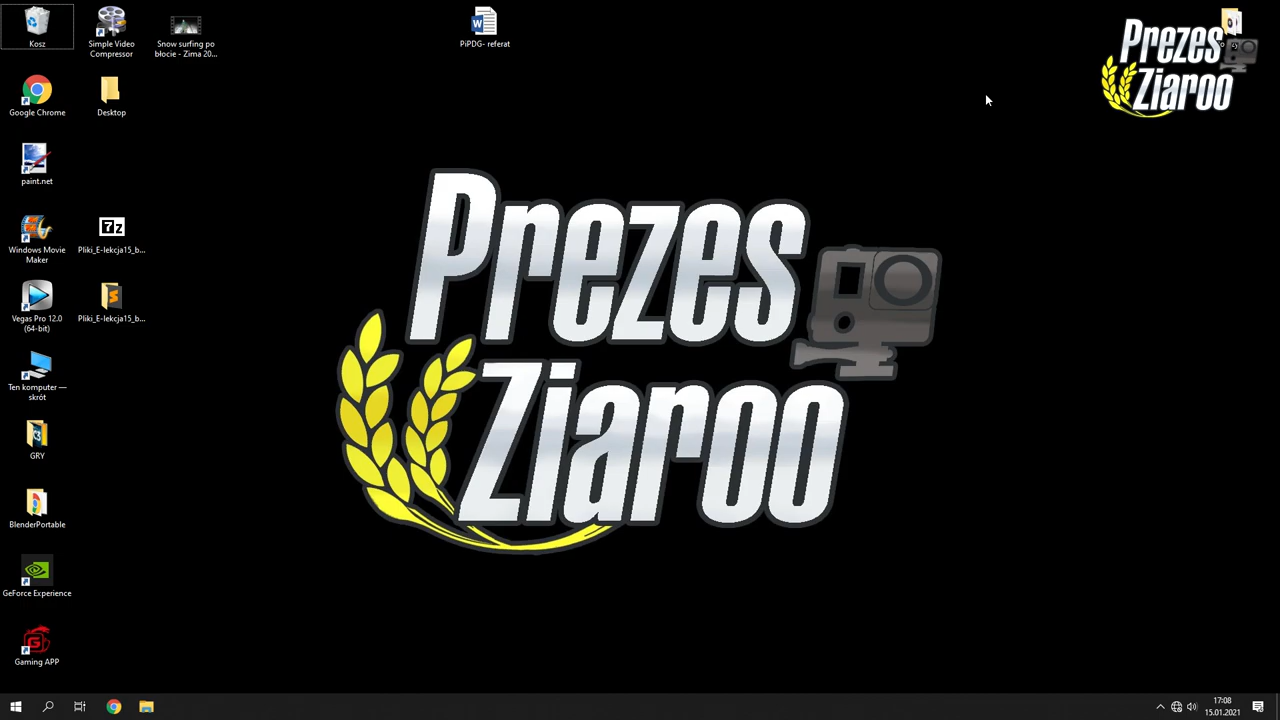 Kosz
Simple Video
Compressor
Snow surfing po
błocie - Zima 20...
PiPDG- referat
Prezes
Ziaroo
Google Chrome
Desktop
paint.net
7z
Windows Movie
Maker
Pliki_E-lekcja15_b...
Vegas Pro 12.0
(64-bit)
Pliki_E-lekcja15_b...
Ten komputer —
skrót
GRY
BlenderPortable
GeForce Experience
Gaming APP
Prezes
Ziaroo
17:08
15.01.2021